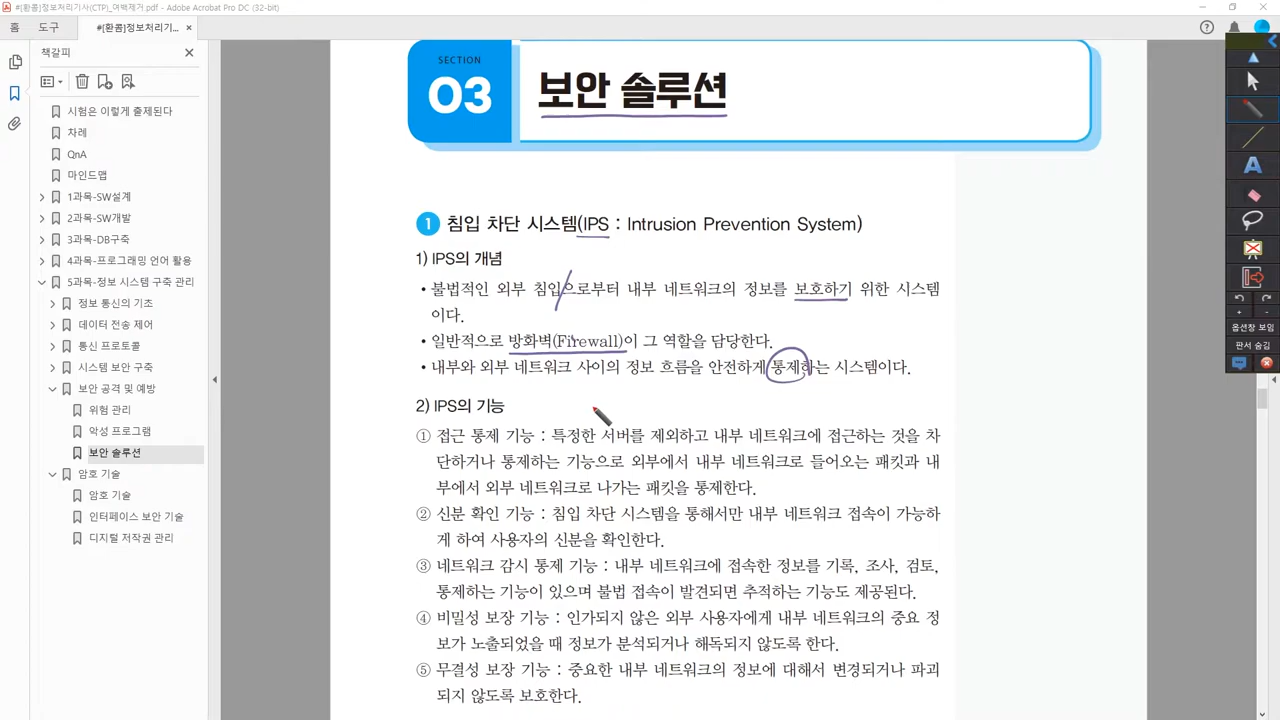 #[환콤]정보처리기사(CTP)_여백제거.pdf - Adobe Acrobat Pro DC (32-bit)
홈
도구
#[환콤]정보처리기... ×
책갈피
시험은 이렇게 출제된다
차례
QnA
마인드맵
1과목-SW설계
2과목-SW개발
3과목-DB구축
4과목-프로그래밍 언어 활용
5과목-정보 시스템 구축 관리
정보 통신의 기초
데이터 전송 제어
통신 프로토콜
시스템 보안 구축
보안 공격 및 예방
위험 관리
악성 프로그램
보안 솔루션
암호 기술
암호 기술
인터페이스 보안 기술
디지털 저작권 관리
SECTION
03
보안 솔루션
1 침입 차단 시스템(IPS : Intrusion Prevention System)
1) IPS의 개념
• 불법적인 외부 침입으로부터 내부 네트워크의 정보를 보호하기 위한 시스템
이다.
• 일반적으로 방화벽(Firewall)이 그 역할을 담당한다.
• 내부와 외부 네트워크 사이의 정보 흐름을 안전하게 통제하는 시스템이다.
2) IPS의 기능
① 접근 통제 기능 : 특정한 서버를 제외하고 내부 네트워크에 접근하는 것을 차
단하거나 통제하는 기능으로 외부에서 내부 네트워크로 들어오는 패킷과 내
부에서 외부 네트워크로 나가는 패킷을 통제한다.
② 신분 확인 기능 : 침입 차단 시스템을 통해서만 내부 네트워크 접속이 가능하
게 하여 사용자의 신분을 확인한다.
③ 네트워크 감시 통제 기능 : 내부 네트워크에 접속한 정보를 기록, 조사, 검토,
통제하는 기능이 있으며 불법 접속이 발견되면 추적하는 기능도 제공된다.
④ 비밀성 보장 기능 : 인가되지 않은 외부 사용자에게 내부 네트워크의 중요 정
보가 노출되었을 때 정보가 분석되거나 해독되지 않도록 한다.
⑤ 무결성 보장 기능 : 중요한 내부 네트워크의 정보에 대해서 변경되거나 파괴
되지 않도록 보호한다.
A
옵션창 보임
판서 숨김